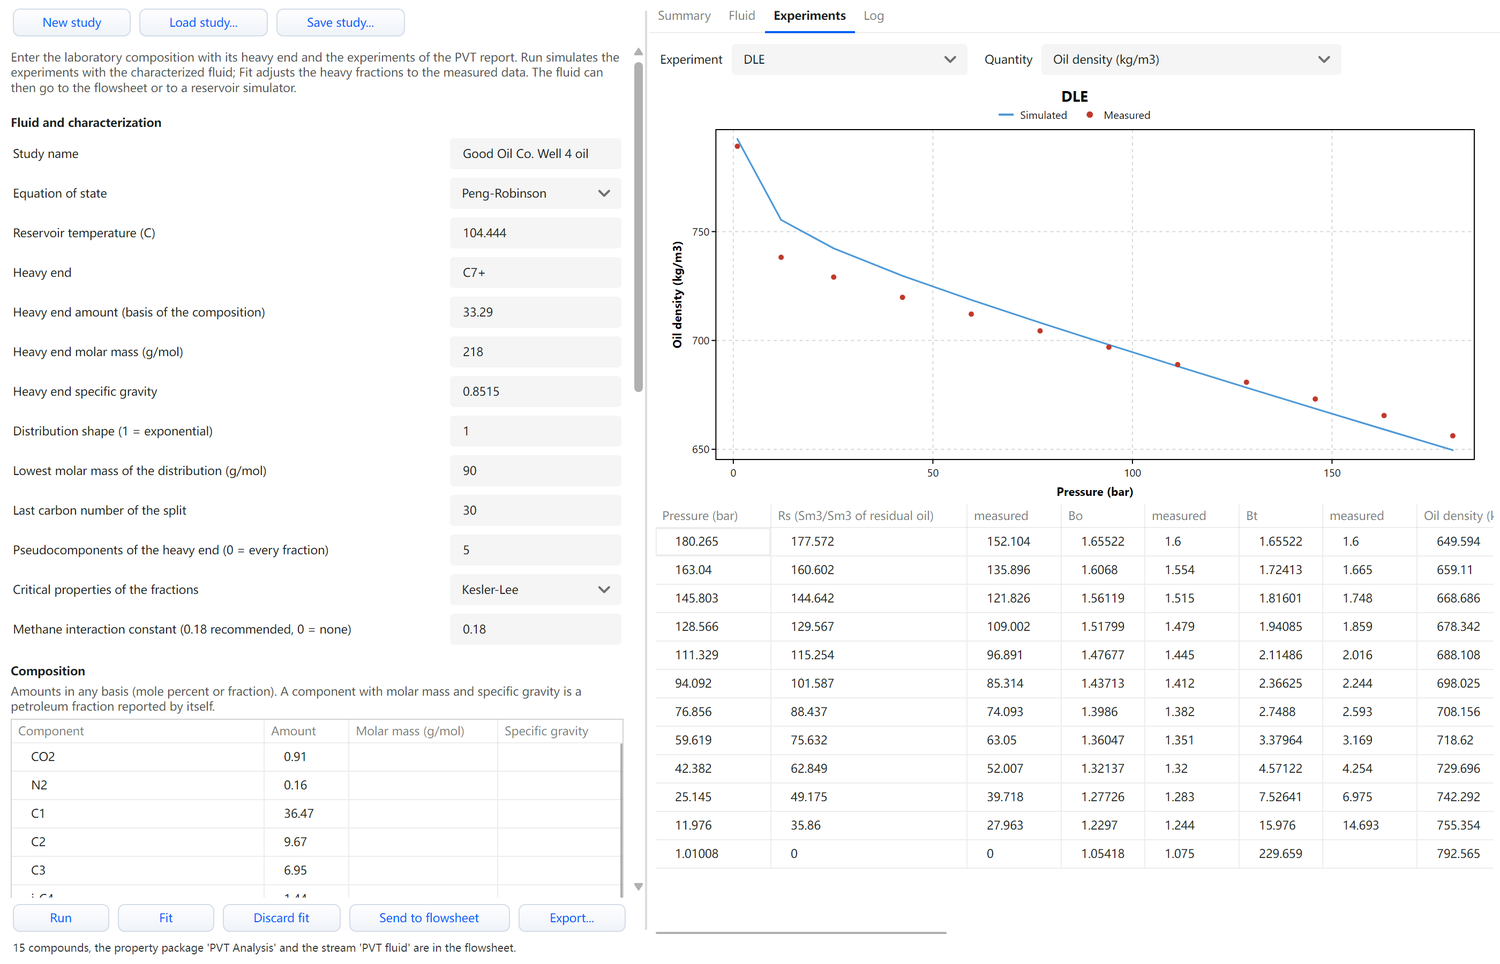 New study
Load study...
Save study...
Enter the laboratory composition with its heavy end and the experiments of the PVT report. Run simulates the
experiments with the characterized fluid; Fit adjusts the heavy fractions to the measured data. The fluid can
then go to the flowsheet or to a reservoir simulator.
Fluid and characterization
Study name Good Oil Co. Well 4 oil
Equation of state Peng-Robinson
Reservoir temperature (C) 104.444
Heavy end C7+
Heavy end amount (basis of the composition) 33.29
Heavy end molar mass (g/mol) 218
Heavy end specific gravity 0.8515
Distribution shape (1 = exponential) 1
Lowest molar mass of the distribution (g/mol) 90
Last carbon number of the split 30
Pseudocomponents of the heavy end (0 = every fraction) 5
Critical properties of the fractions Kesler-Lee
Methane interaction constant (0.18 recommended, 0 = none) 0.18
Composition
Amounts in any basis (mole percent or fraction). A component with molar mass and specific gravity is a
petroleum fraction reported by itself.
Component Amount Molar mass (g/mol) Specific gravity
CO2 0.91
N2 0.16
C1 36.47
C2 9.67
C3 6.95
Run
Fit
Discard fit
Send to flowsheet
Export...
15 compounds, the property package 'PVT Analysis' and the stream 'PVT fluid' are in the flowsheet.
Summary Fluid Experiments Log
Experiment DLE Quantity Oil density (kg/m3)
DLE
Simulated Measured
Oil density (kg/m3)
750
700
650
0 50 100 150
Pressure (bar)
Pressure (bar) Rs (Sm3/Sm3 of residual oil) measured Bo measured Bt measured Oil density (k
180.265 177.572 152.104 1.65522 1.6 1.65522 1.6 649.594
163.04 160.602 135.896 1.6068 1.554 1.72413 1.665 659.11
145.803 144.642 121.826 1.56119 1.515 1.81601 1.748 668.686
128.566 129.567 109.002 1.51799 1.479 1.94085 1.859 678.342
111.329 115.254 96.891 1.47677 1.445 2.11486 2.016 688.108
94.092 101.587 85.314 1.43713 1.412 2.36625 2.244 698.025
76.856 88.437 74.093 1.3986 1.382 2.7488 2.593 708.156
59.619 75.632 63.05 1.36047 1.351 3.37964 3.169 718.62
42.382 62.849 52.007 1.32137 1.32 4.57122 4.254 729.696
25.145 49.175 39.718 1.27726 1.283 7.52641 6.975 742.292
11.976 35.86 27.963 1.2297 1.244 15.976 14.693 755.354
1.01008 0 0 1.05418 1.075 229.659 792.565